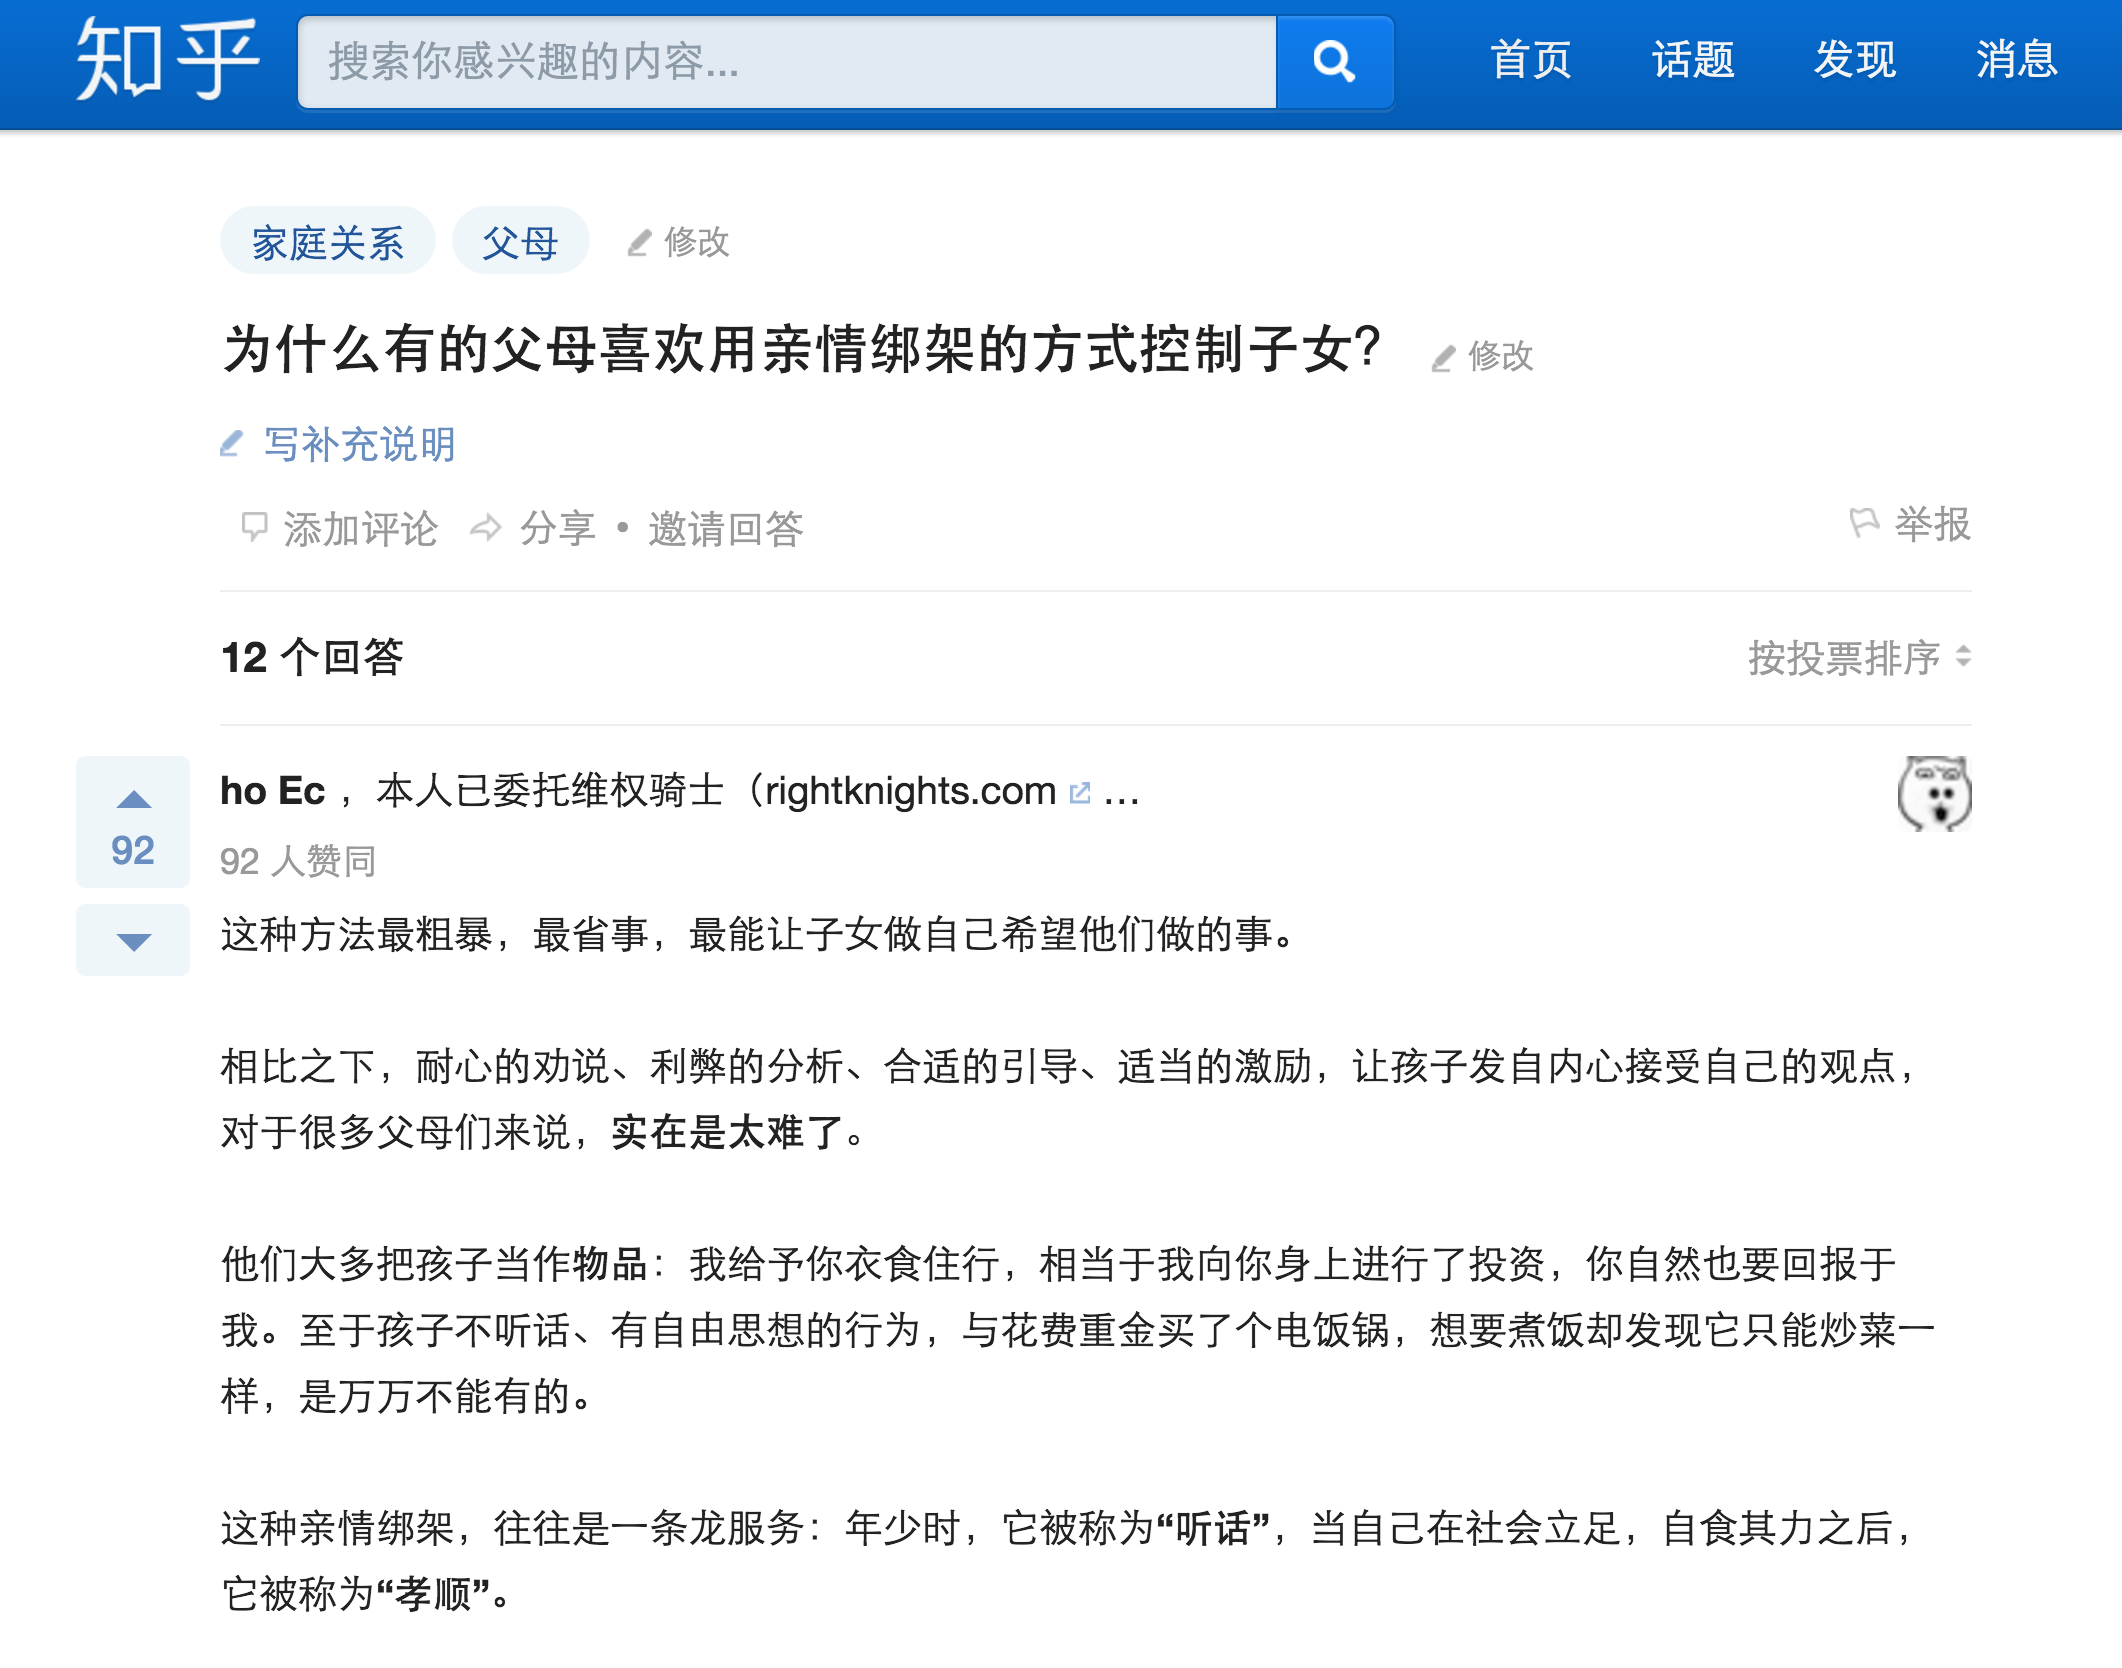 知乎 搜索你感兴趣的内容... 首页 话题 发现 消息
家庭关系 父母 修改
为什么有的父母喜欢用亲情绑架的方式控制子女？ 修改
写补充说明
添加评论 分享 • 邀请回答 举报
12 个回答 按投票排序
92
ho Ec ，本人已委托维权骑士（rightknights.com ...
92 人赞同
这种方法最粗暴，最省事，最能让子女做自己希望他们做的事。
相比之下，耐心的劝说、利弊的分析、合适的引导、适当的激励，让孩子发自内心接受自己的观点，
对于很多父母们来说，实在是太难了。
他们大多把孩子当作物品：我给予你衣食住行，相当于我向你身上进行了投资，你自然也要回报于
我。至于孩子不听话、有自由思想的行为，与花费重金买了个电饭锅，想要煮饭却发现它只能炒菜一
样，是万万不能有的。
这种亲情绑架，往往是一条龙服务：年少时，它被称为“听话”，当自己在社会立足，自食其力之后，
它被称为“孝顺”。